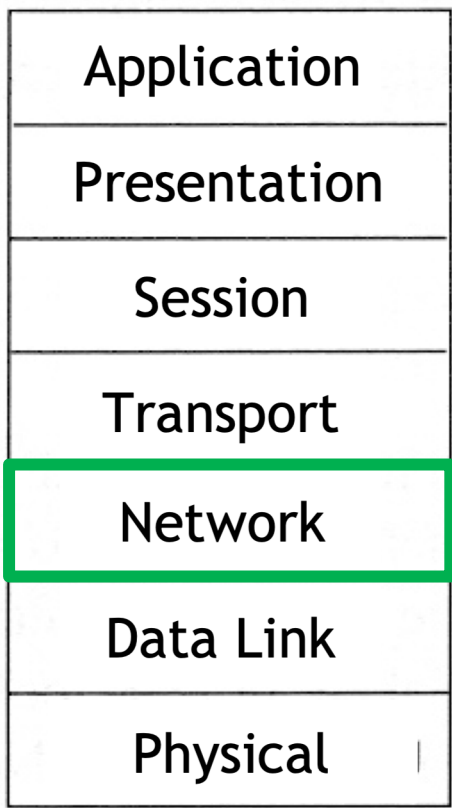 Application
Presentation
Session
Transport
Network
Data Link
Physical